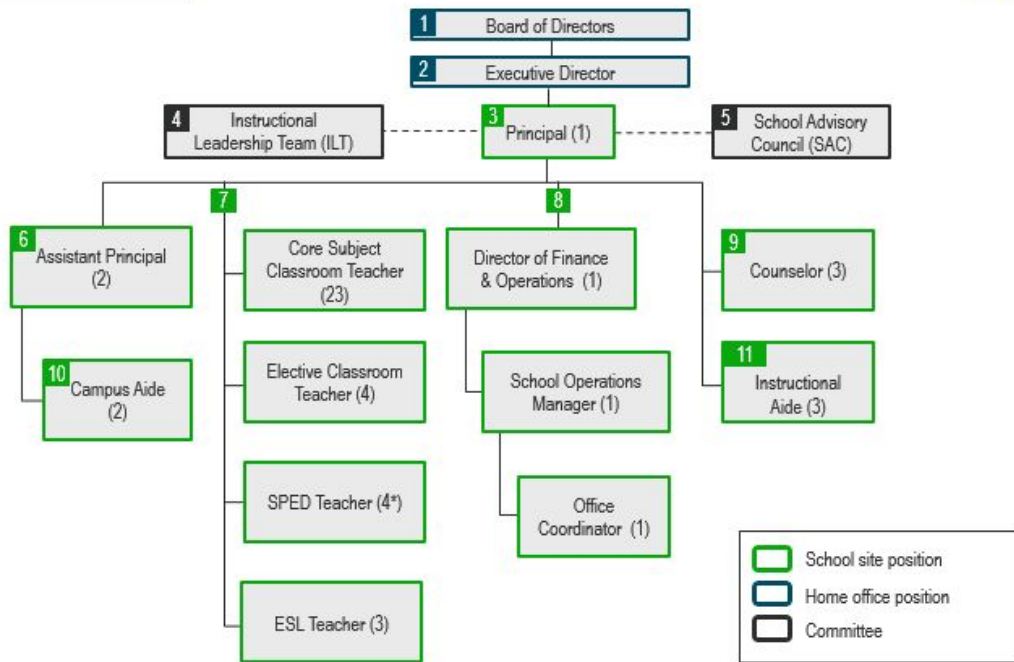 1
Board of Directors
2
Executive Director
4
Instructional
Leadership Team (ILT)
3
Principal (1)
5
School Advisory
Council (SAC)
7
8
6
Assistant Principal
(2)
Core Subject
Classroom Teacher
(23)
Director of Finance
& Operations (1)
9
Counselor (3)
10
Campus Aide
(2)
Elective Classroom
Teacher (4)
School Operations
Manager (1)
11
Instructional
Aide (3)
SPED Teacher (4*)
Office
Coordinator (1)
ESL Teacher (3)
School site position
Home office position
Committee